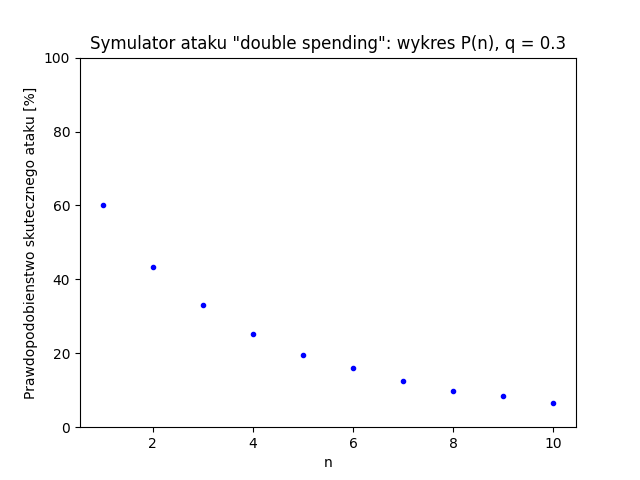 Symulator ataku "double spending": wykres P(n), q = 0.3
Prawdopodobienstwo skutecznego ataku [%]
100
80
60
40
20
0
2 4 6 8 10
n